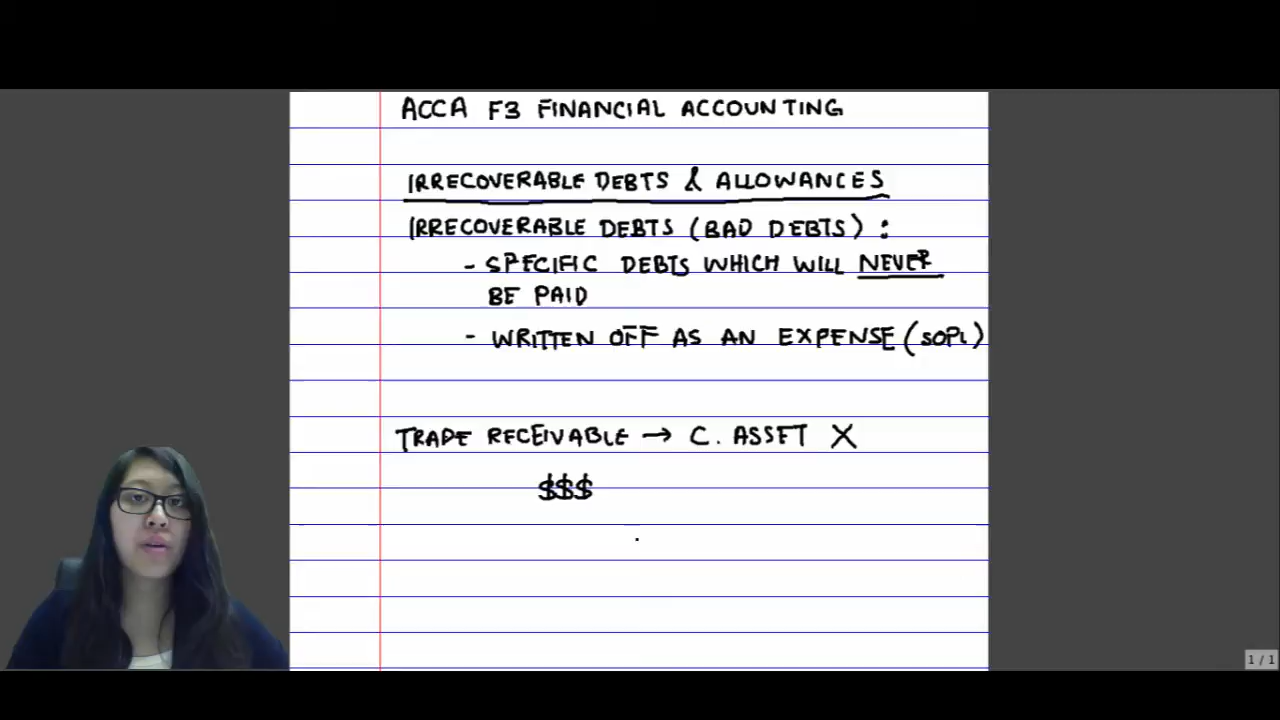 ACCA F3 FINANCIAL ACCOUNTING
IRRECOVERABLE DEBTS & ALLOWANCES
IRRECOVERABLE DEBTS (BAD DEBTS) :
- SPECIFIC DEBTS WHICH WILL NEVER
BE PAID
- WRITTEN OFF AS AN EXPENSE (SOPL)
TRADE RECEIVABLE → C. ASSET X
$$$
1 / 1